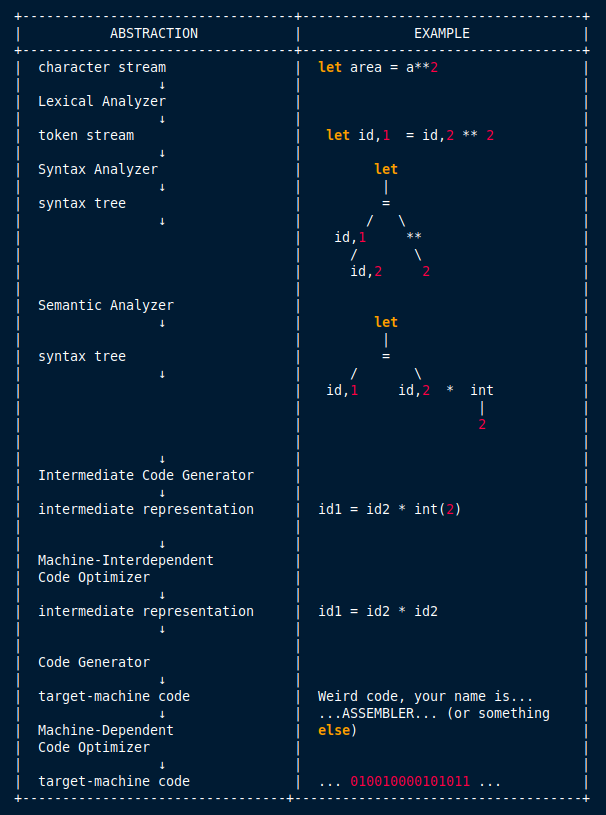 +----------------------------------+-----------------------------------+
|           ABSTRACTION            |              EXAMPLE              |
+----------------------------------+-----------------------------------+
|  character stream                |  let area = a**2                  |
|                 ↓                |                                   |
|  Lexical Analyzer                |                                   |
|                 ↓                |                                   |
|  token stream                    |   let id,1  = id,2 ** 2           |
|                 ↓                |                                   |
|  Syntax Analyzer                 |         let                       |
|                 ↓                |          |                        |
|  syntax tree                     |          =                        |
|                 ↓                |        /   \                      |
|                                  |    id,1     **                    |
|                                  |      /       \                    |
|                                  |      id,2     2                   |
|                                  |                                   |
|  Semantic Analyzer               |                                   |
|                 ↓                |         let                       |
|                                  |          |                        |
|  syntax tree                     |          =                        |
|                 ↓                |      /       \                    |
|                                  |   id,1     id,2  *  int           |
|                                  |                      |            |
|                                  |                      2            |
|                                  |                                   |
|                 ↓                |                                   |
|  Intermediate Code Generator     |                                   |
|                 ↓                |                                   |
|  intermediate representation     |  id1 = id2 * int(2)               |
|                                  |                                   |
|                 ↓                |                                   |
|  Machine-Interdependent          |                                   |
|  Code Optimizer                  |                                   |
|                 ↓                |                                   |
|  intermediate representation     |  id1 = id2 * id2                  |
|                 ↓                |                                   |
|                                  |                                   |
|  Code Generator                  |                                   |
|                 ↓                |                                   |
|  target-machine code             |  Weird code, your name is...      |
|                 ↓                |  ...ASSEMBLER... (or something    |
|  Machine-Dependent               |  else)                            |
|  Code Optimizer                  |                                   |
|                 ↓                |                                   |
|  target-machine code             |  ... 010010000101011 ...          |
+---------------------------------+------------------------------------+